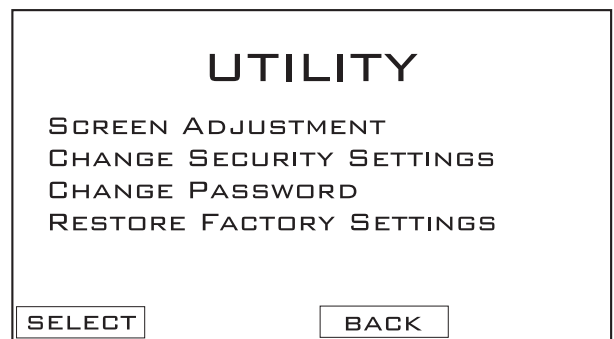 UTILITY
SCREEN ADJUSTMENT
CHANGE SECURITY SETTINGS
CHANGE PASSWORD
RESTORE FACTORY SETTINGS
SELECT BACK